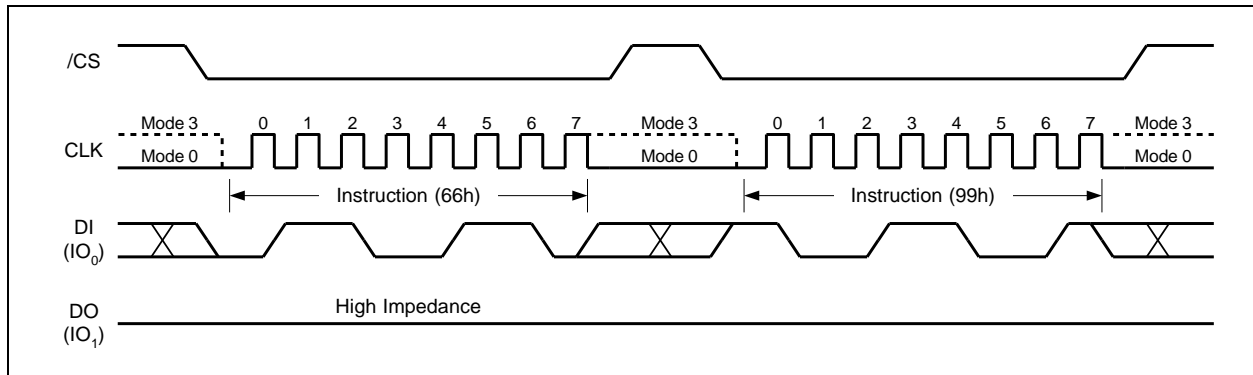 /CS
Mode 3 0 1 2 3 4 5 6 7 Mode 3 0 1 2 3 4 5 6 7 Mode 3
CLK
Mode 0 Mode 0 Mode 0
Instruction (66h) Instruction (99h)
DI
(IO₀)
High Impedance
DO
(IO₁)